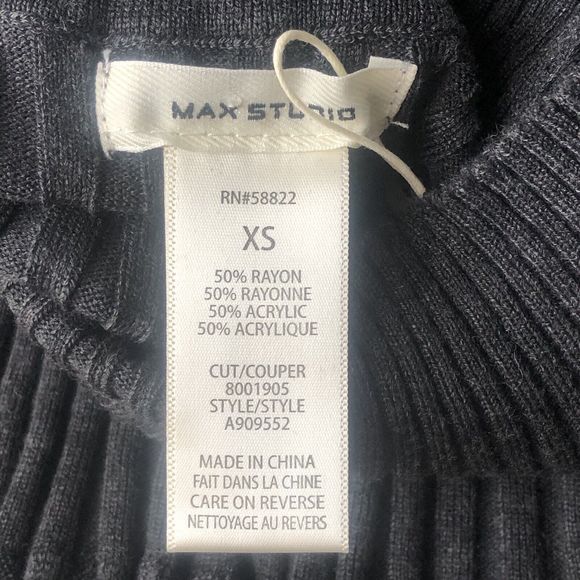 MAX STUDIO
RN#58822
XS
50% RAYON
50% RAYONNE
50% ACRYLIC
50% ACRYLIQUE
CUT/COUPER
8001905
STYLE/STYLE
A909552
MADE IN CHINA
FAIT DANS LA CHINE
CARE ON REVERSE
NETTOYAGE AU REVERS